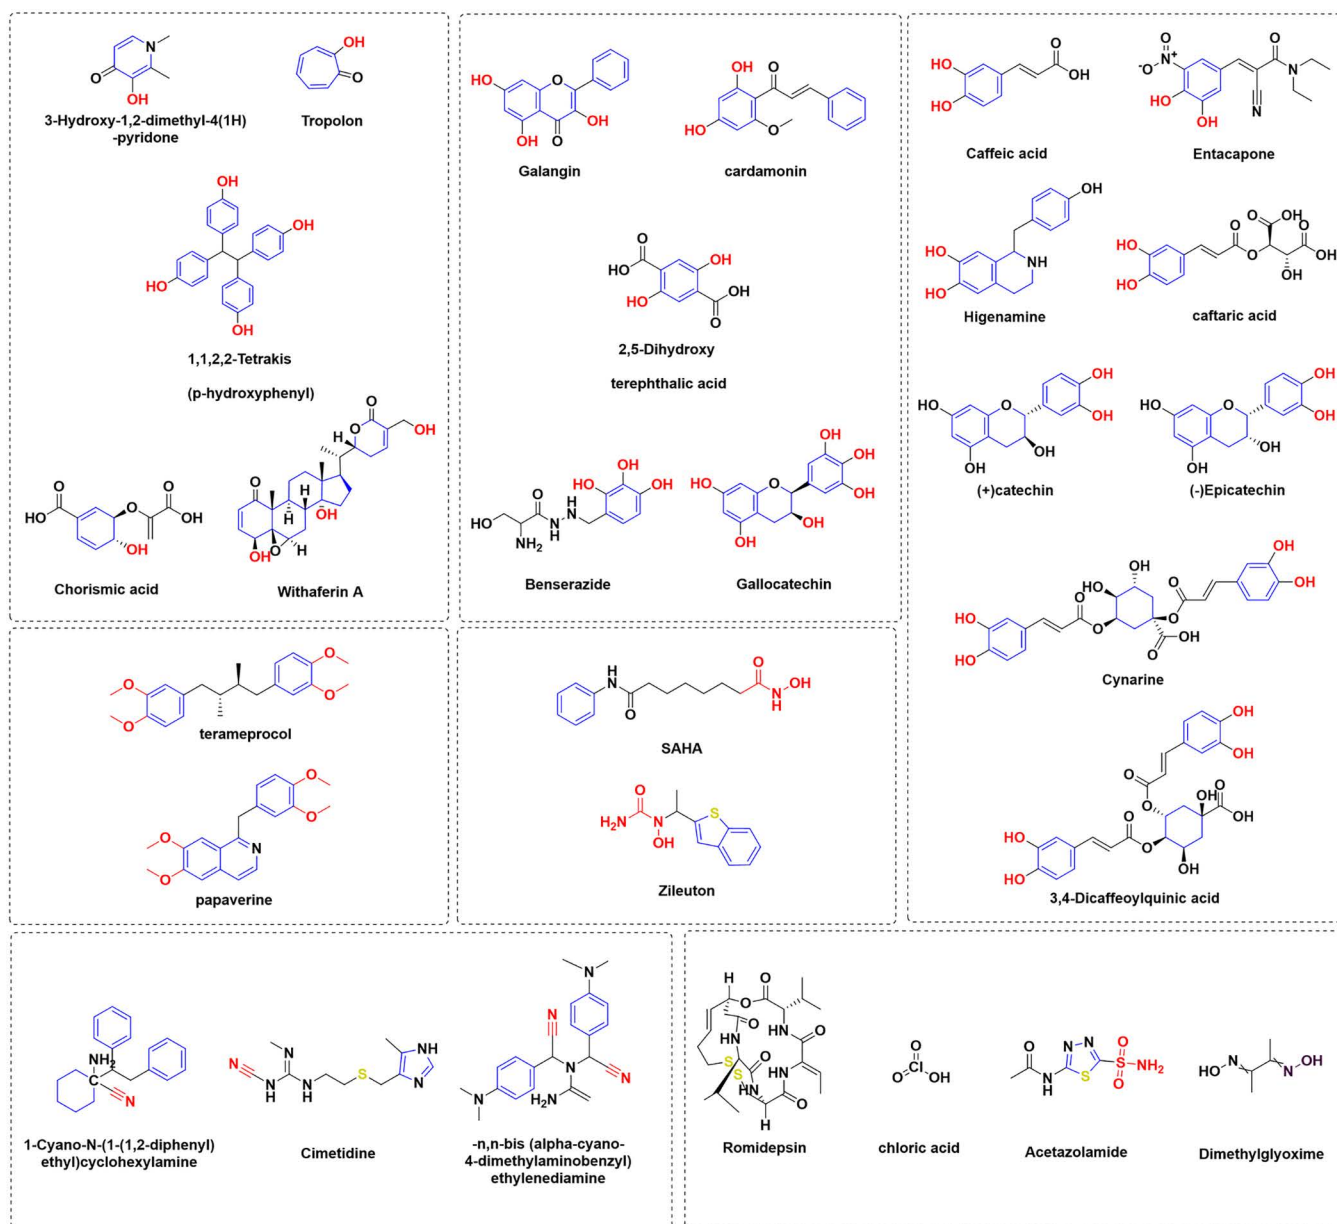 3-Hydroxy-1,2-dimethyl-4(1H)
-pyridone
Tropolon
1,1,2,2-Tetrakis
(p-hydroxyphenyl)
Chorismic acid
Withaferin A
Galangin
cardamonin
2,5-Dihydroxy
terephthalic acid
Benserazide
Gallocatechin
Caffeic acid
Entacapone
Higenamine
caftaric acid
(+)catechin
(-)Epicatechin
Cynarine
3,4-Dicaffeoylquinic acid
terameprocol
papaverine
SAHA
Zileuton
1-Cyano-N-(1-(1,2-diphenyl)
ethyl)cyclohexylamine
Cimetidine
-n,n-bis (alpha-cyano-
4-dimethylaminobenzyl)
ethylenediamine
Romidepsin
chloric acid
Acetazolamide
Dimethylglyoxime